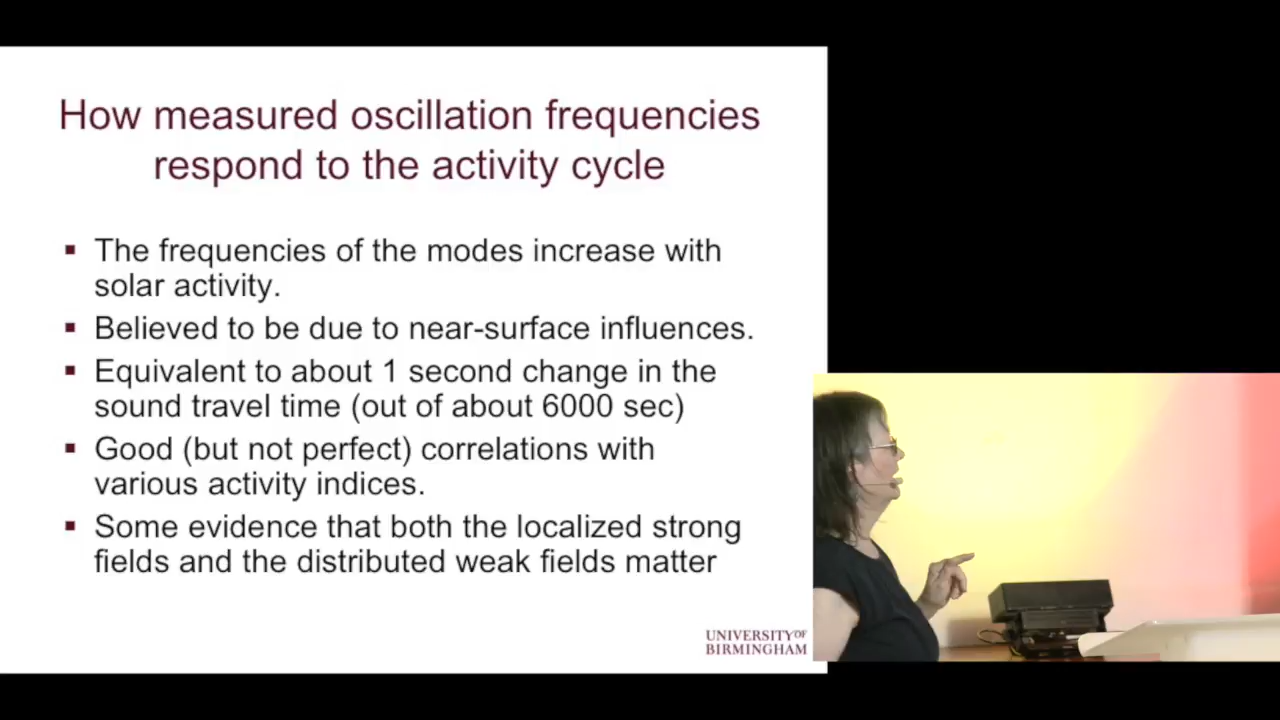 How measured oscillation frequencies
respond to the activity cycle
▪ The frequencies of the modes increase with
solar activity.
▪ Believed to be due to near-surface influences.
▪ Equivalent to about 1 second change in the
sound travel time (out of about 6000 sec)
▪ Good (but not perfect) correlations with
various activity indices.
▪ Some evidence that both the localized strong
fields and the distributed weak fields matter
UNIVERSITY OF
BIRMINGHAM